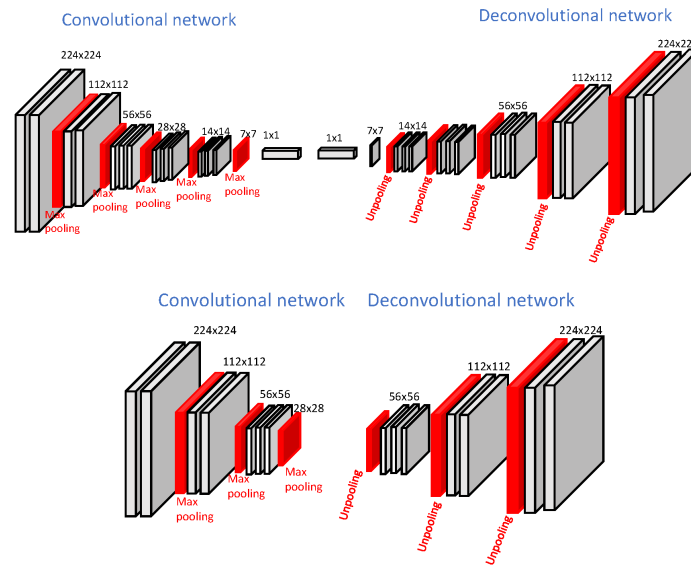 Convolutional network
Deconvolutional network
224x224
112x112
56x56
28x28
14x14
7x7
1x1
1x1
7x7
14x14
56x56
112x112
224x22
Max
pooling
Max
pooling
Max
pooling
Max
pooling
Max
pooling
Unpooling
Unpooling
Unpooling
Unpooling
Unpooling
Convolutional network
Deconvolutional network
224x224
112x112
56x56
28x28
56x56
112x112
224x224
Max
pooling
Max
pooling
Max
pooling
Unpooling
Unpooling
Unpooling